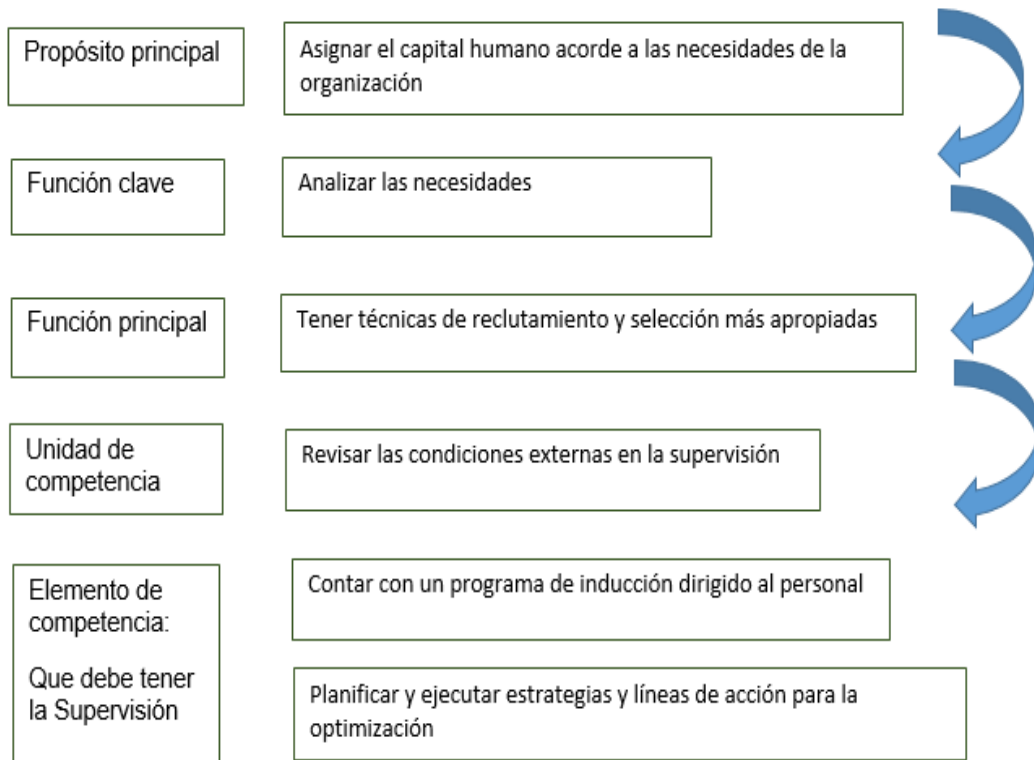 Propósito principal
Asignar el capital humano acorde a las necesidades de la
organización
Función clave
Analizar las necesidades
Función principal
Tener técnicas de reclutamiento y selección más apropiadas
Unidad de
competencia
Revisar las condiciones externas en la supervisión
Elemento de
competencia:
Que debe tener
la Supervisión
Contar con un programa de inducción dirigido al personal
Planificar y ejecutar estrategias y líneas de acción para la
optimización